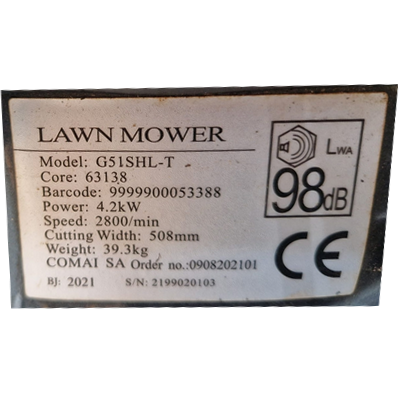 LAWN MOWER
Model: G51SHL-T
Core: 63138
Barcode: 9999900053388
Power: 4.2kW
Speed: 2800/min
Cutting Width: 508mm
Weight: 39.3kg
COMAI SA Order no.:0908202101
BJ: 2021 S/N: 2199020103
LWA
98dB
CE